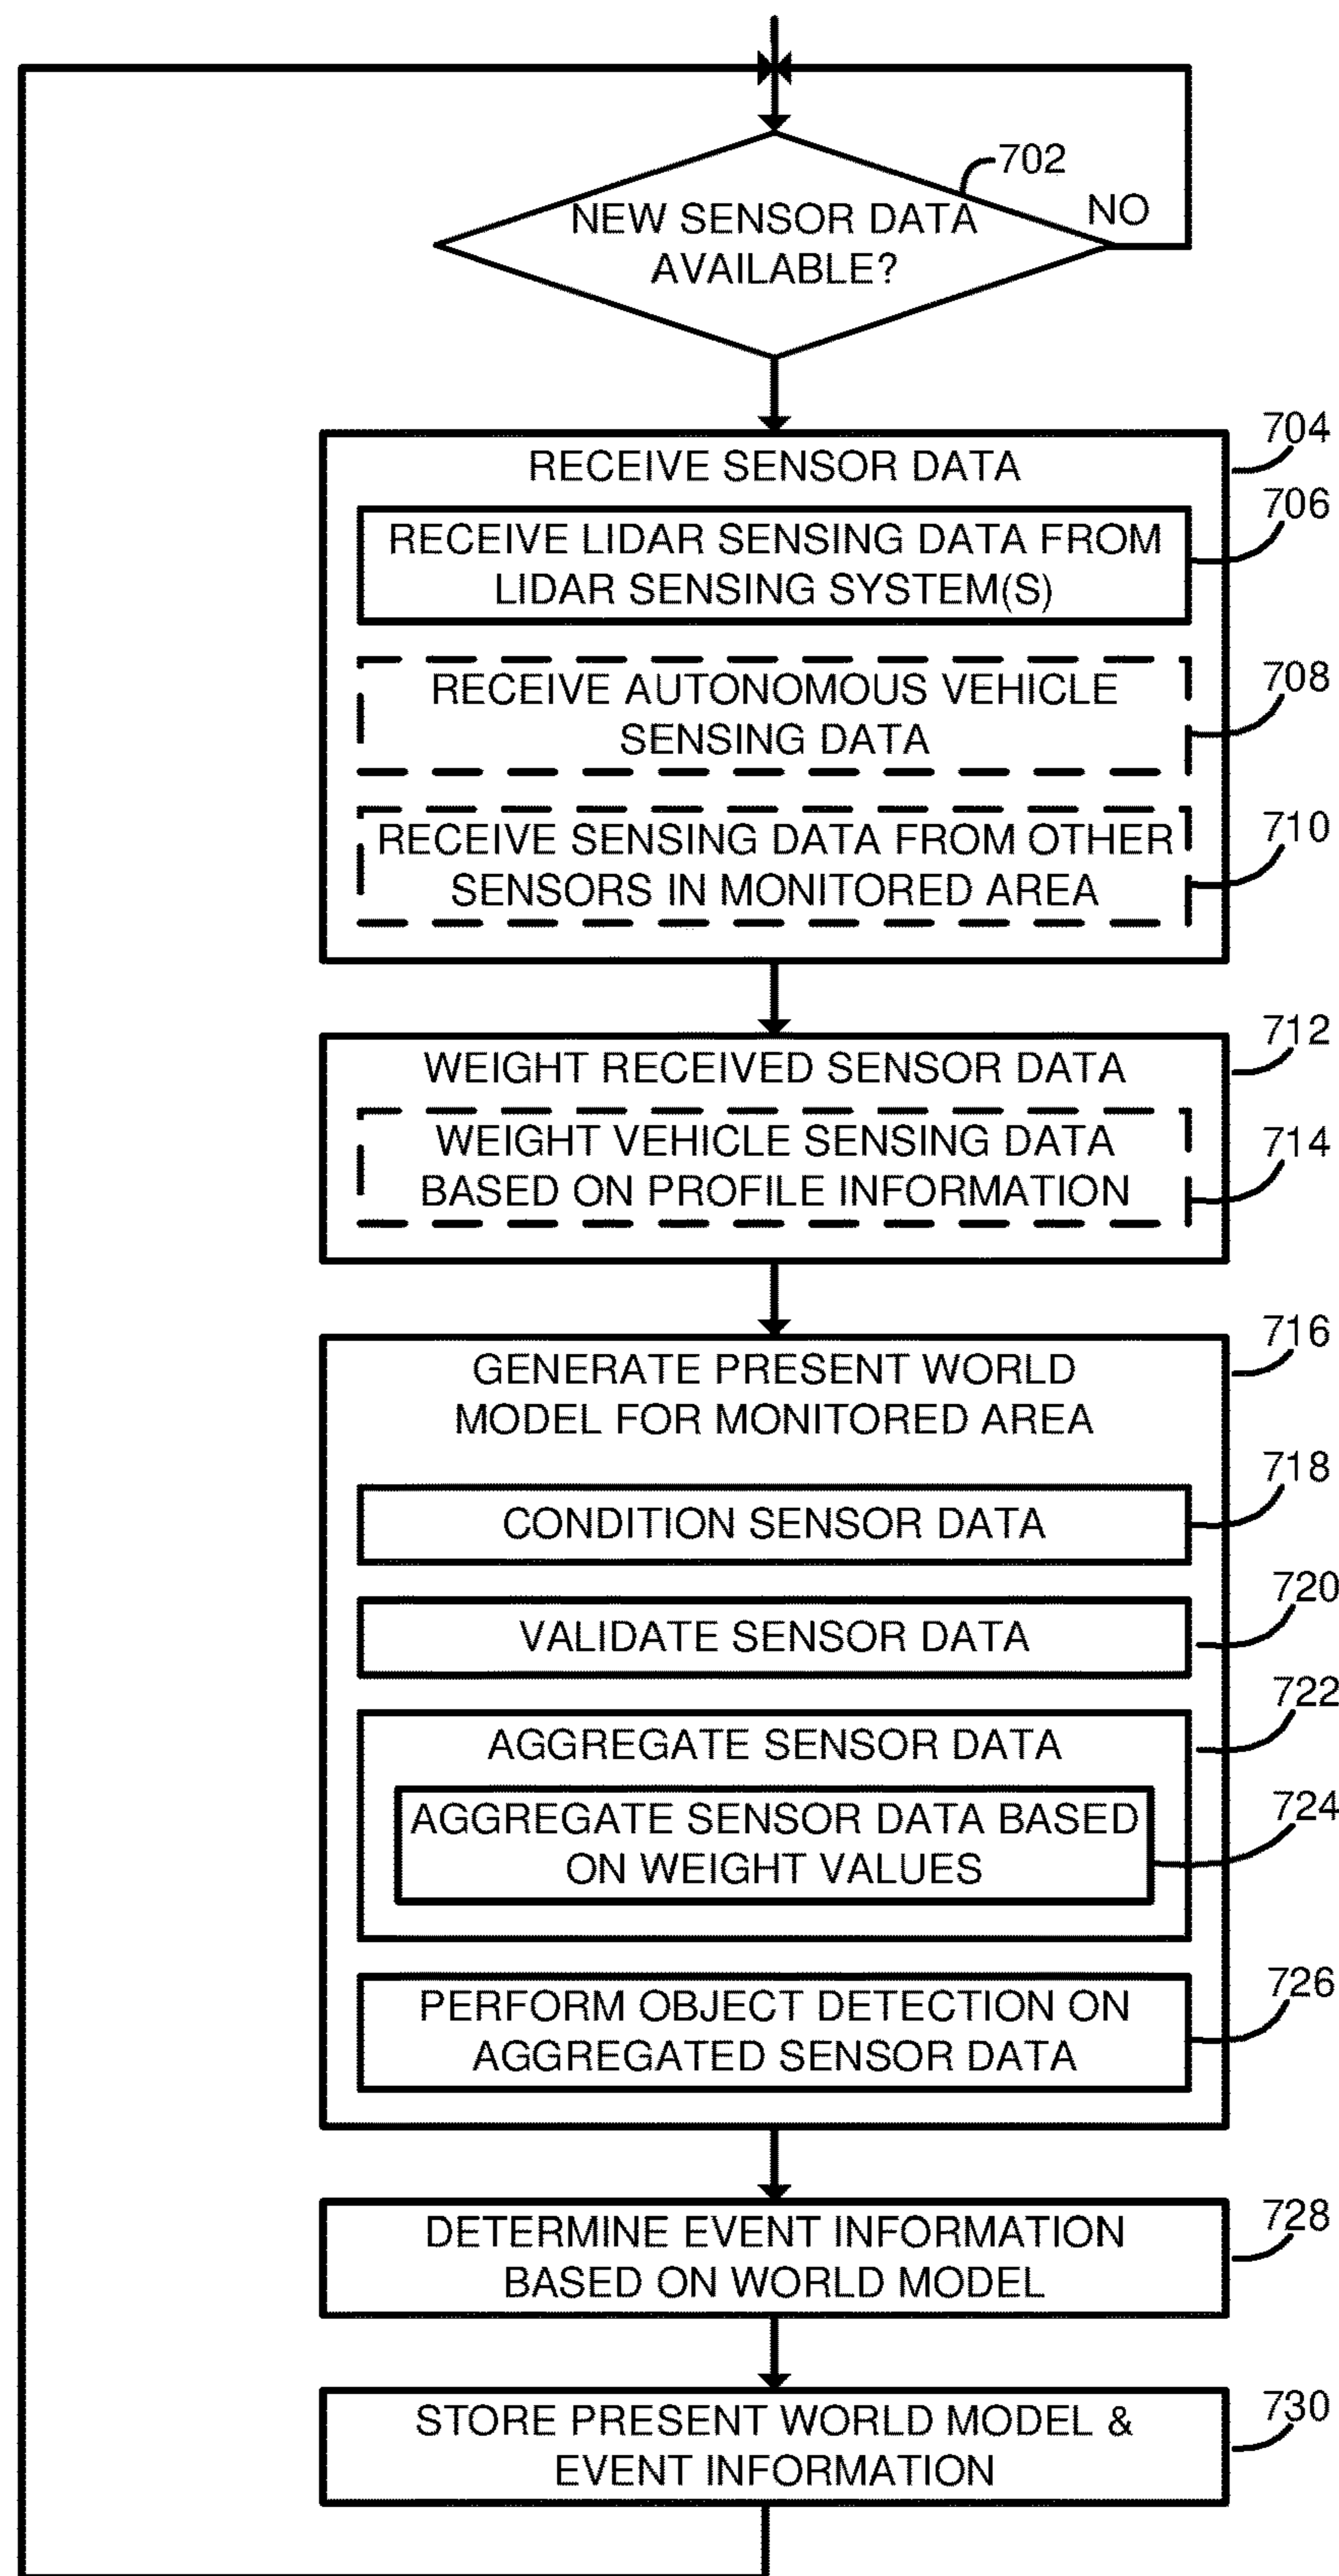 702
NEW SENSOR DATA
AVAILABLE?
NO
704
RECEIVE SENSOR DATA
706
RECEIVE LIDAR SENSING DATA FROM
LIDAR SENSING SYSTEM(S)
708
RECEIVE AUTONOMOUS VEHICLE
SENSING DATA
710
RECEIVE SENSING DATA FROM OTHER
SENSORS IN MONITORED AREA
712
WEIGHT RECEIVED SENSOR DATA
714
WEIGHT VEHICLE SENSING DATA
BASED ON PROFILE INFORMATION
716
GENERATE PRESENT WORLD
MODEL FOR MONITORED AREA
718
CONDITION SENSOR DATA
720
VALIDATE SENSOR DATA
722
AGGREGATE SENSOR DATA
724
AGGREGATE SENSOR DATA BASED
ON WEIGHT VALUES
726
PERFORM OBJECT DETECTION ON
AGGREGATED SENSOR DATA
728
DETERMINE EVENT INFORMATION
BASED ON WORLD MODEL
730
STORE PRESENT WORLD MODEL &
EVENT INFORMATION